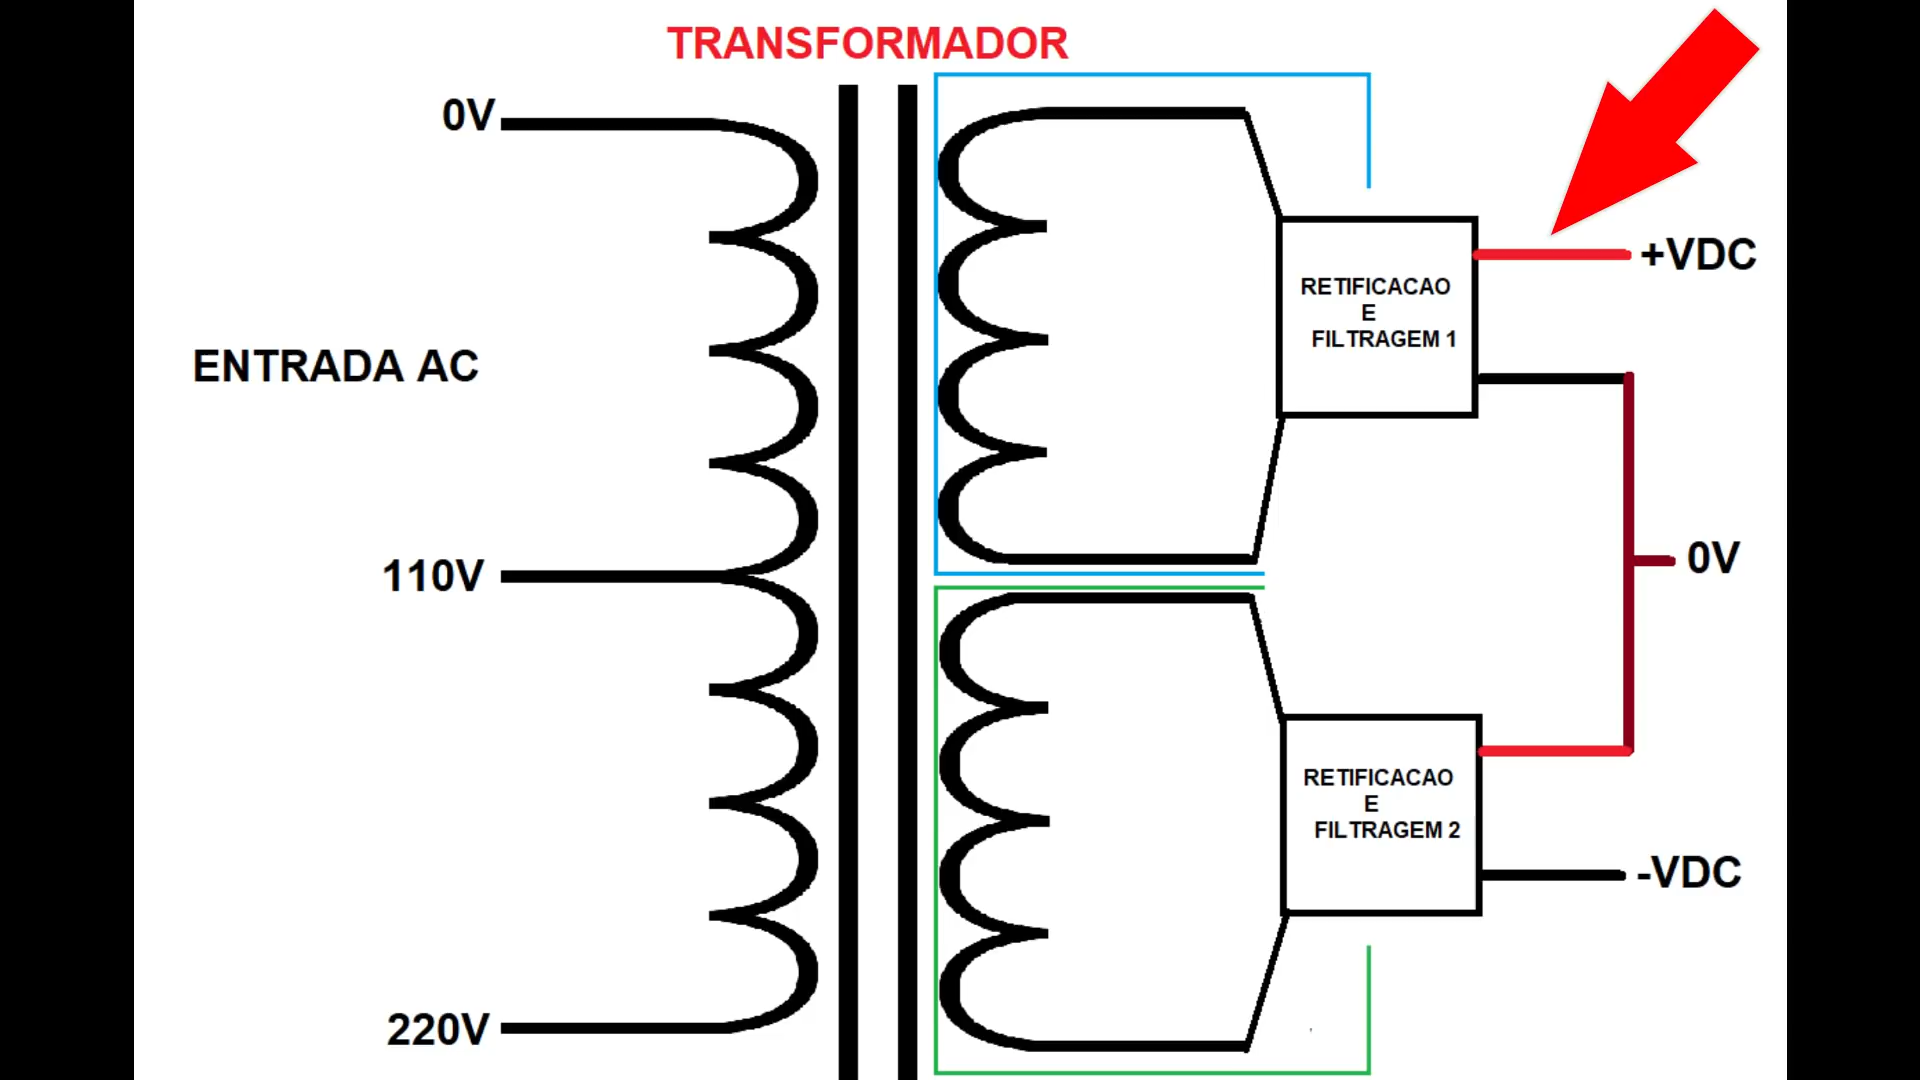 TRANSFORMADOR
0V
ENTRADA AC
110V
220V
RETIFICACAO
E
FILTRAGEM 1
+VDC
0V
RETIFICACAO
E
FILTRAGEM 2
-VDC